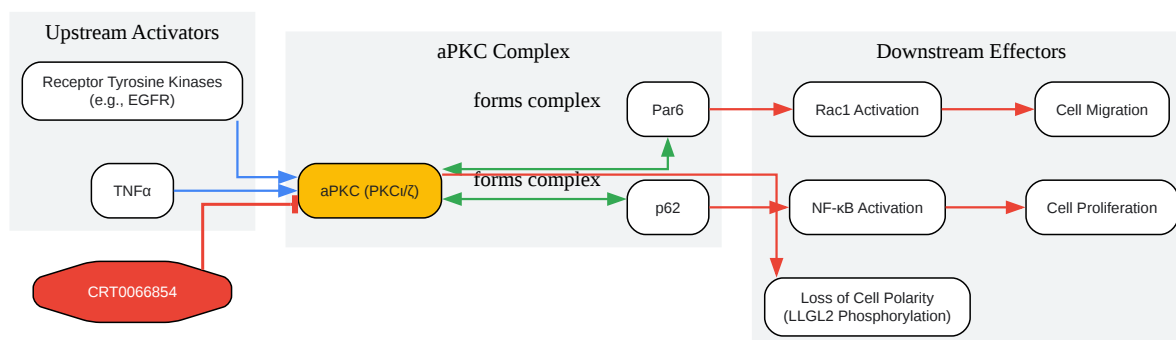 Upstream Activators
Receptor Tyrosine Kinases
(e.g., EGFR)
TNFα
CRT0066854
aPKC Complex
forms complex
Par6
aPKC (PKCι/ζ)
forms complex
p62
Downstream Effectors
Rac1 Activation
Cell Migration
NF-κB Activation
Cell Proliferation
Loss of Cell Polarity
(LLGL2 Phosphorylation)